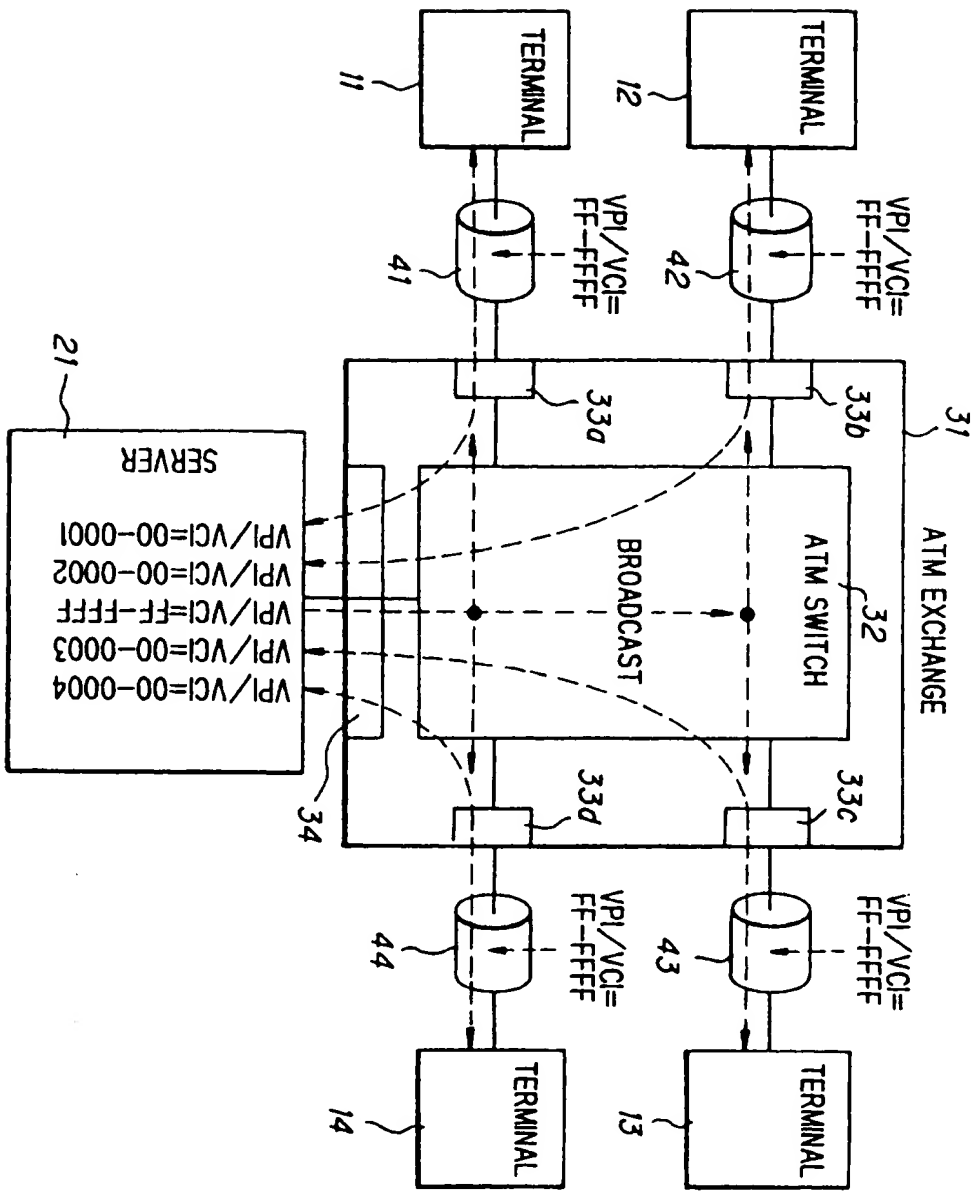 ATM EXCHANGE
31
TERMINAL
12
VPI/VCI=
FF-FFFF
42
33b
ATM SWITCH
32
BROADCAST
33c
VPI/VCI=
FF-FFFF
43
TERMINAL
13
TERMINAL
11
VPI/VCI=
FF-FFFF
41
33a
33d
VPI/VCI=
FF-FFFF
44
TERMINAL
14
34
21
SERVER
VPI/VCI=00-0001
VPI/VCI=00-0002
VPI/VCI=FF-FFFF
VPI/VCI=00-0003
VPI/VCI=00-0004